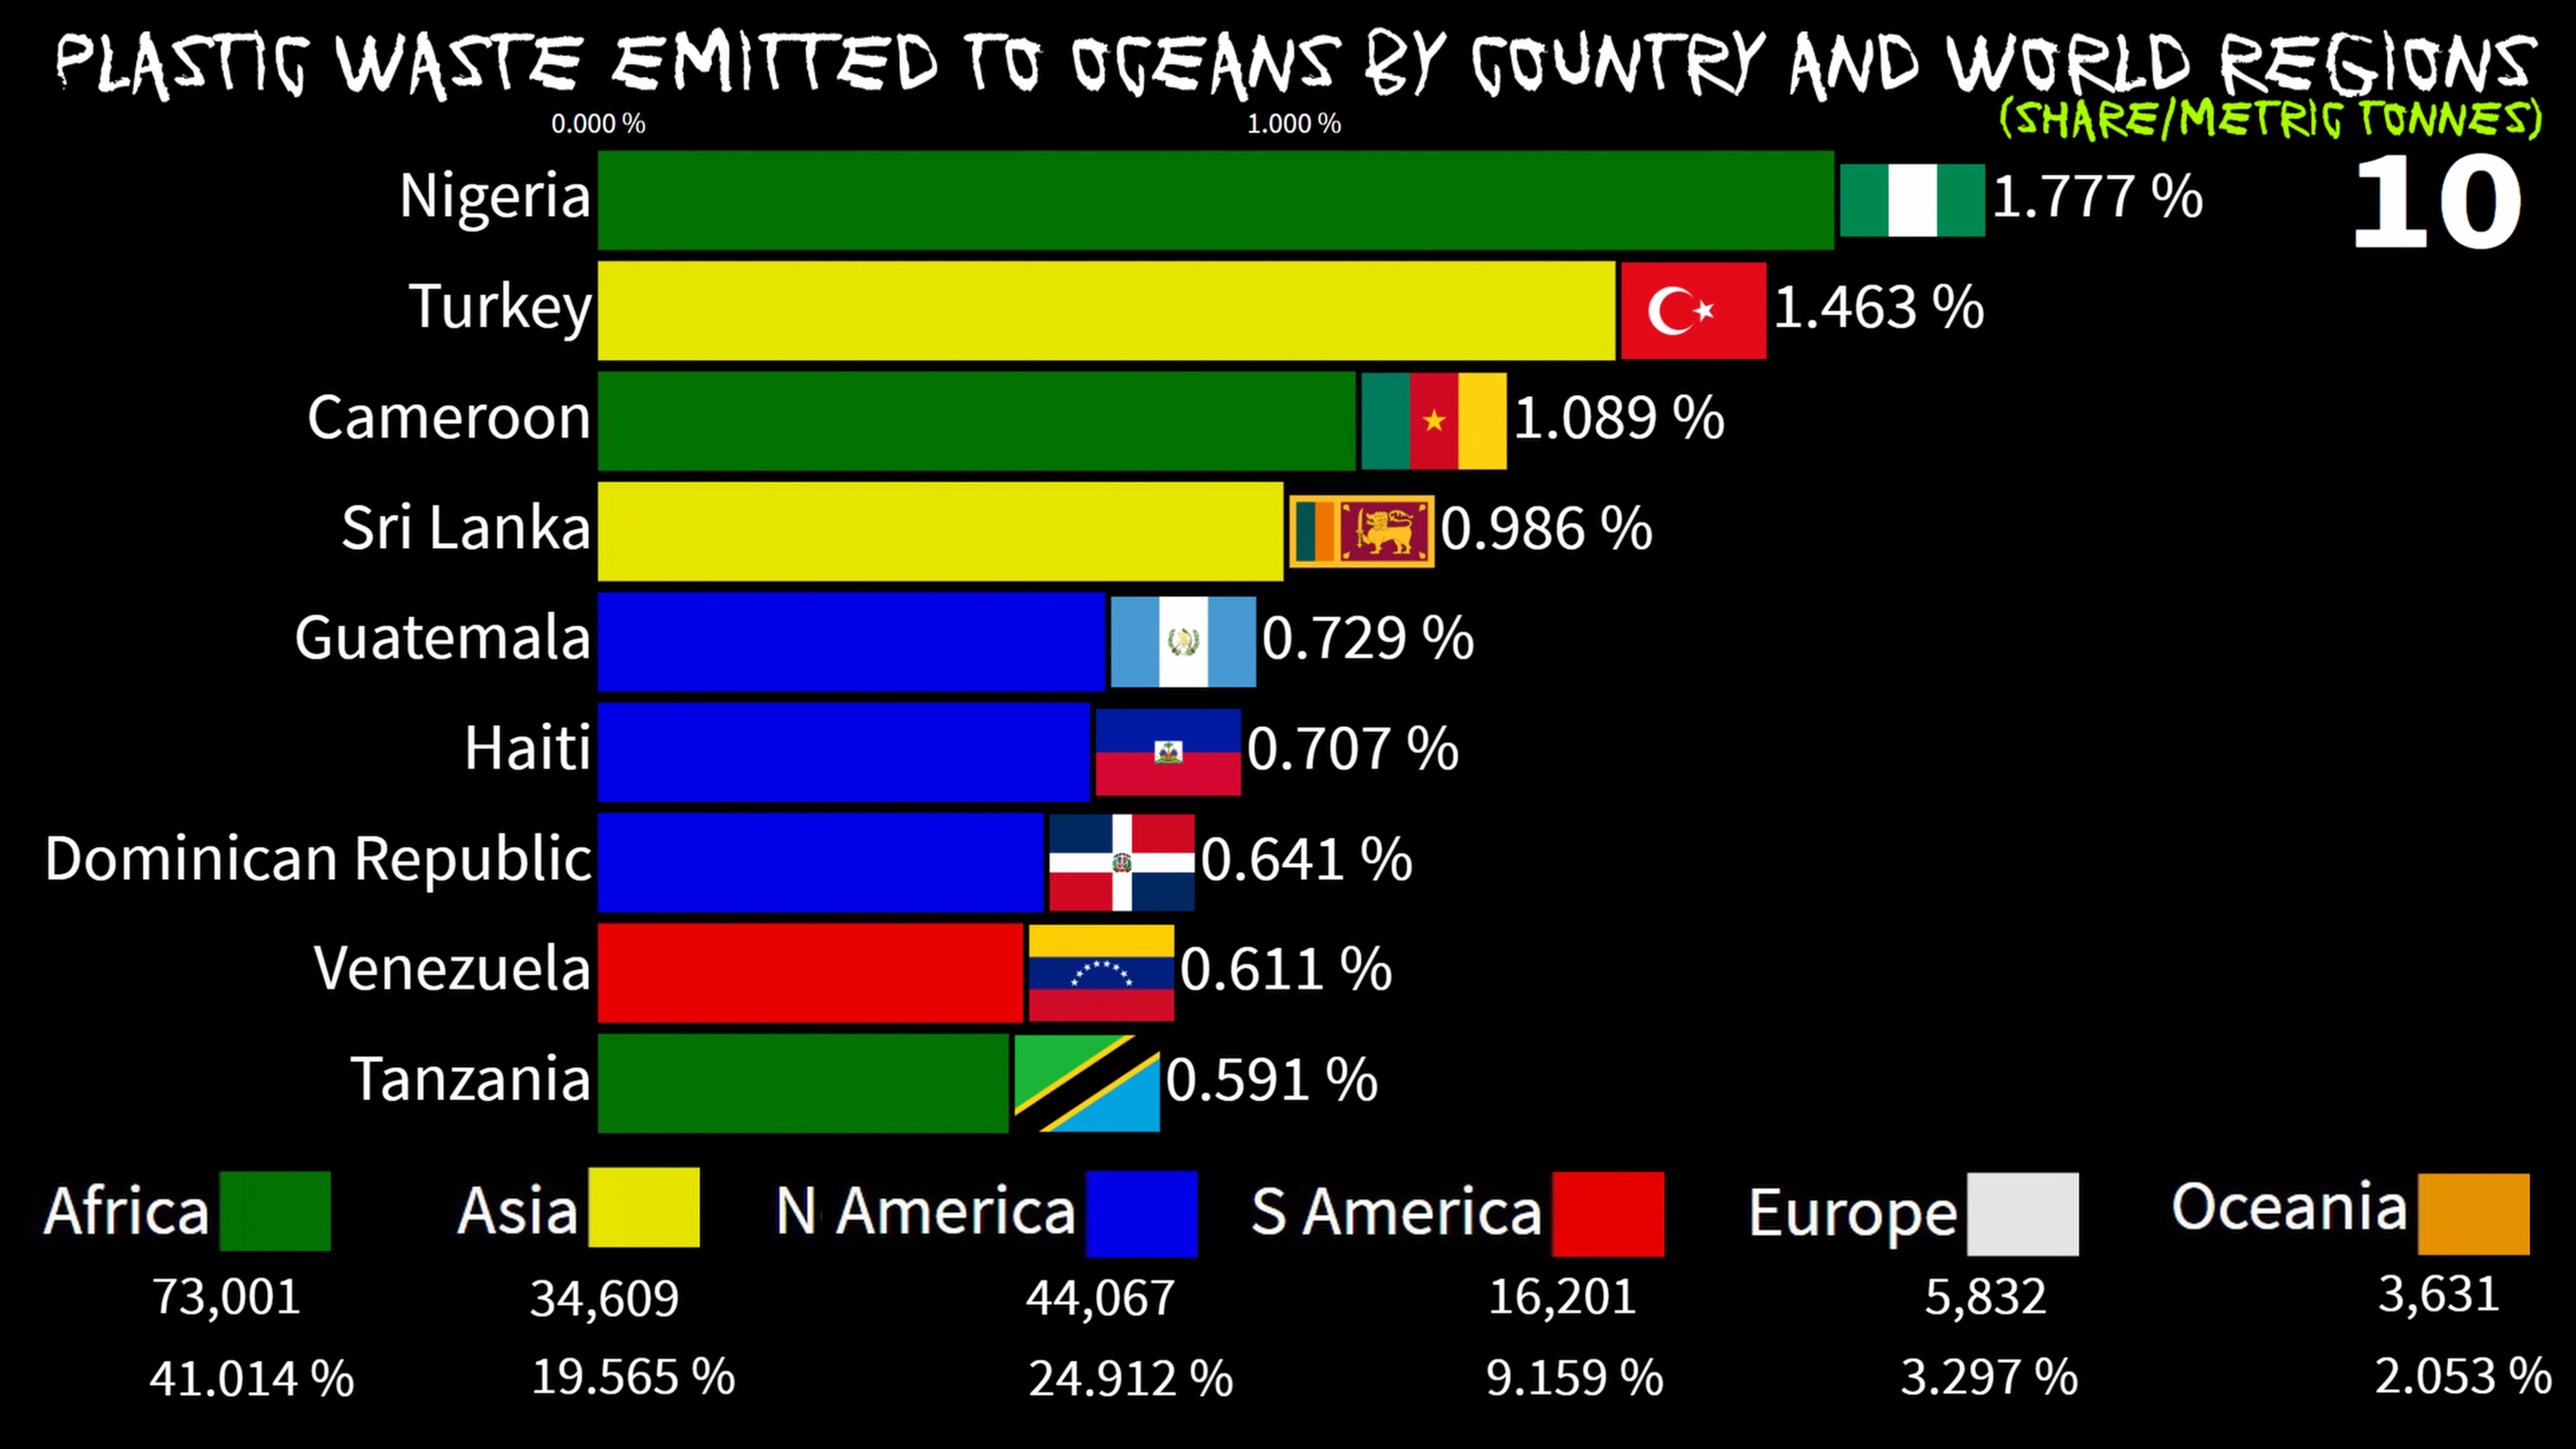 PLASTIC WASTE EMITTED TO OCEANS BY COUNTRY AND WORLD REGIONS
(SHARE/METRIC TONNES)
0.000 % 1.000 %
10
Nigeria 1.777 %
Turkey 1.463 %
Cameroon 1.089 %
Sri Lanka 0.986 %
Guatemala 0.729 %
Haiti 0.707 %
Dominican Republic 0.641 %
Venezuela 0.611 %
Tanzania 0.591 %
Africa Asia N America S America Europe Oceania
73,001 34,609 44,067 16,201 5,832 3,631
41.014 % 19.565 % 24.912 % 9.159 % 3.297 % 2.053 %